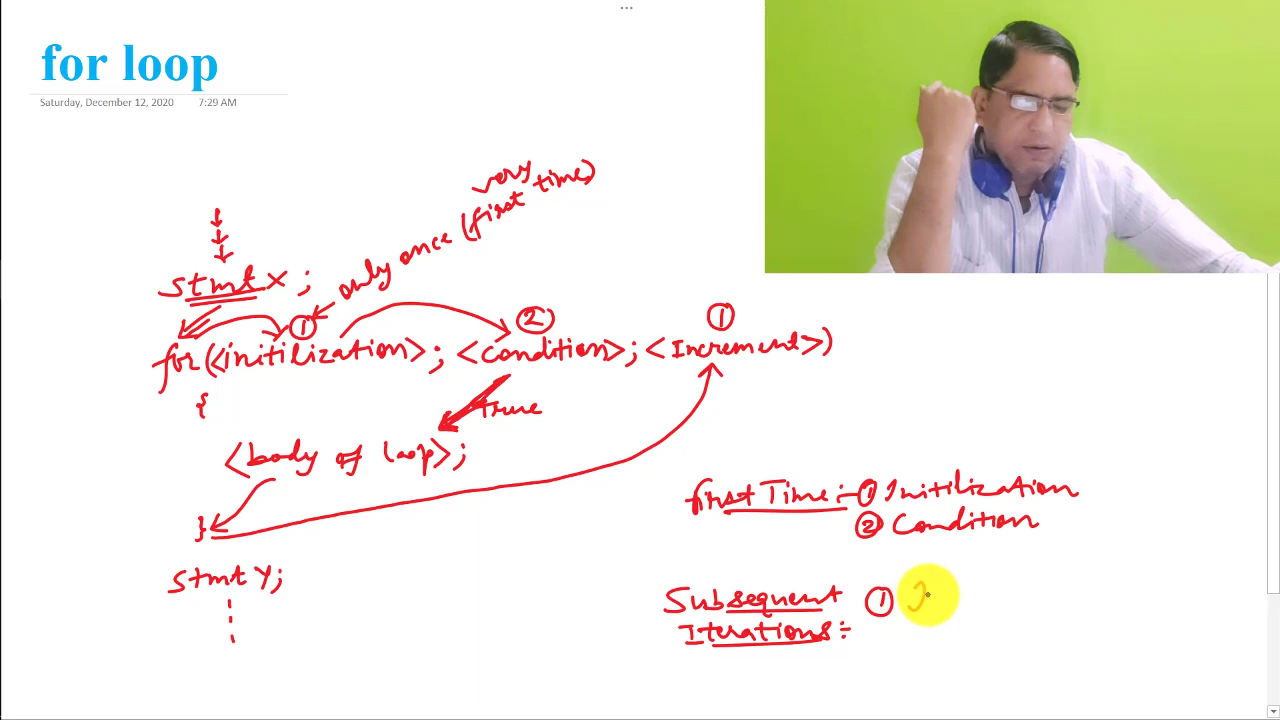 for loop
Saturday, December 12, 2020 7:29 AM
very
only once (first time)
stmt x ;
① ② ①
for (<initilization> ; <condition> ; <Increment>)
{
true
<body of loop> ;
}
stmt y;
first Time :- ① Initilization
② Condition
Subsequent ①
Iterations :-